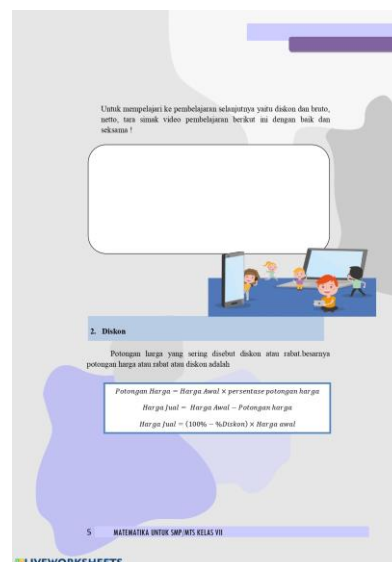 Untuk mempelajari ke pembelajaran selanjutnya yaitu diskon dan bruto,
netto, tara simak video pembelajaran berikut ini dengan baik dan
seksama !
2. Diskon
Potongan harga yang sering disebut diskon atau rabat.besarnya
potongan harga atau rabat atau diskon adalah
Potongan Harga = Harga Awal × persentase potongan harga
Harga Jual = Harga Awal − Potongan harga
Harga Jual = (100% − %Diskon) × Harga awal
5 MATEMATIKA UNTUK SMP/MTS KELAS VII
LIVEWORKSHEETS